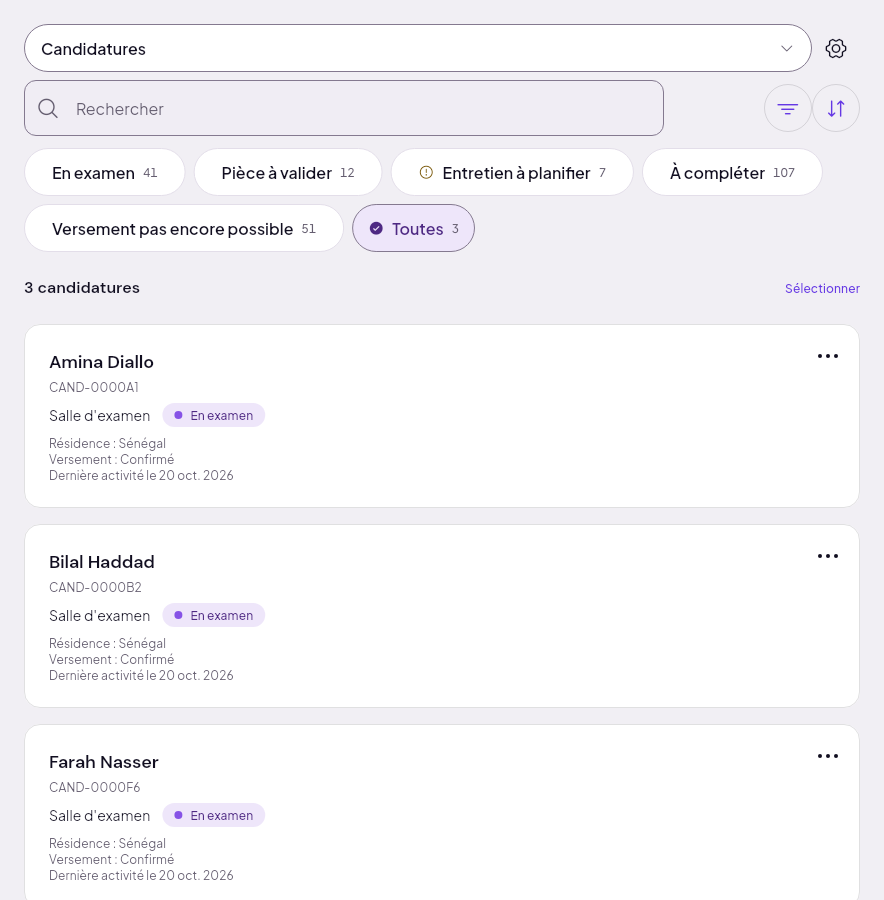 Candidatures
Rechercher
En examen 41
Pièce à valider 12
Entretien à planifier 7
À compléter 107
Versement pas encore possible 51
Toutes 3
3 candidatures
Sélectionner
Amina Diallo
CAND-0000A1
Salle d'examen En examen
Résidence : Sénégal
Versement : Confirmé
Dernière activité le 20 oct. 2026
Bilal Haddad
CAND-0000B2
Salle d'examen En examen
Résidence : Sénégal
Versement : Confirmé
Dernière activité le 20 oct. 2026
Farah Nasser
CAND-0000F6
Salle d'examen En examen
Résidence : Sénégal
Versement : Confirmé
Dernière activité le 20 oct. 2026